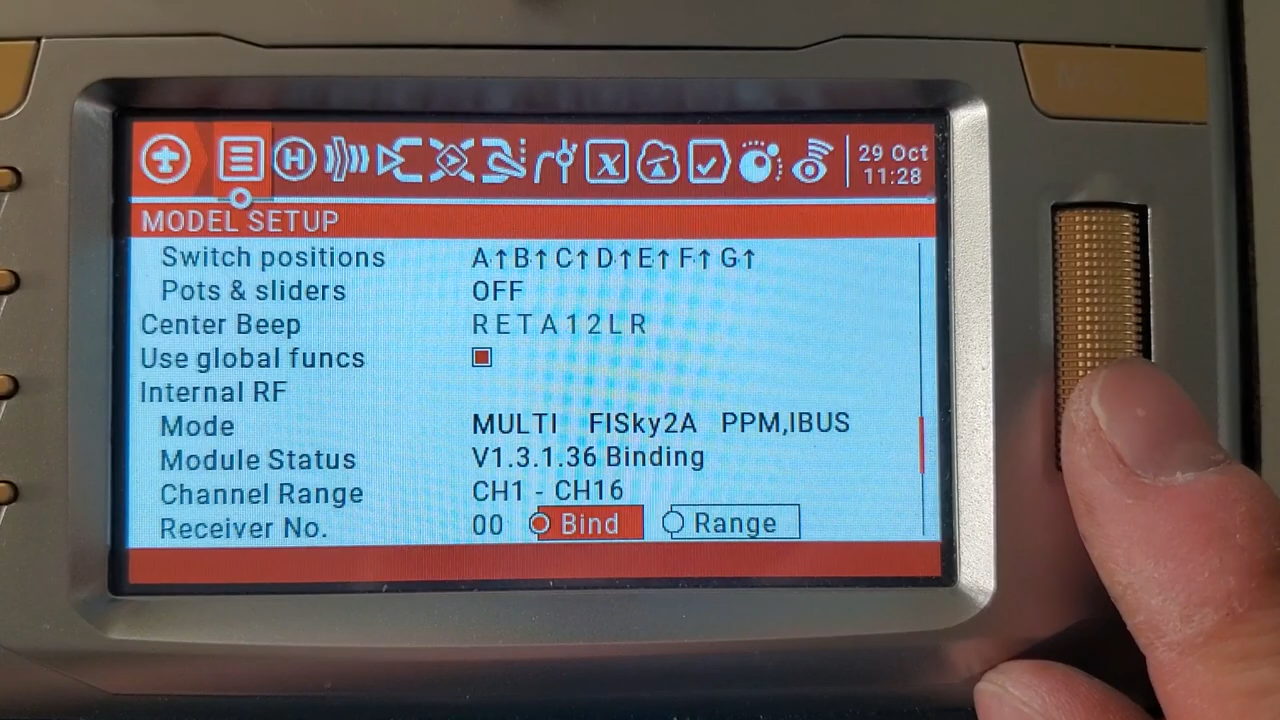 29 Oct
11:28
MODEL SETUP
Switch positions A↑B↑C↑D↑E↑F↑G↑
Pots & sliders OFF
Center Beep RETA12LR
Use global funcs
Internal RF
Mode MULTI FlSky2A PPM,IBUS
Module Status V1.3.1.36 Binding
Channel Range CH1 - CH16
Receiver No. 00 Bind Range